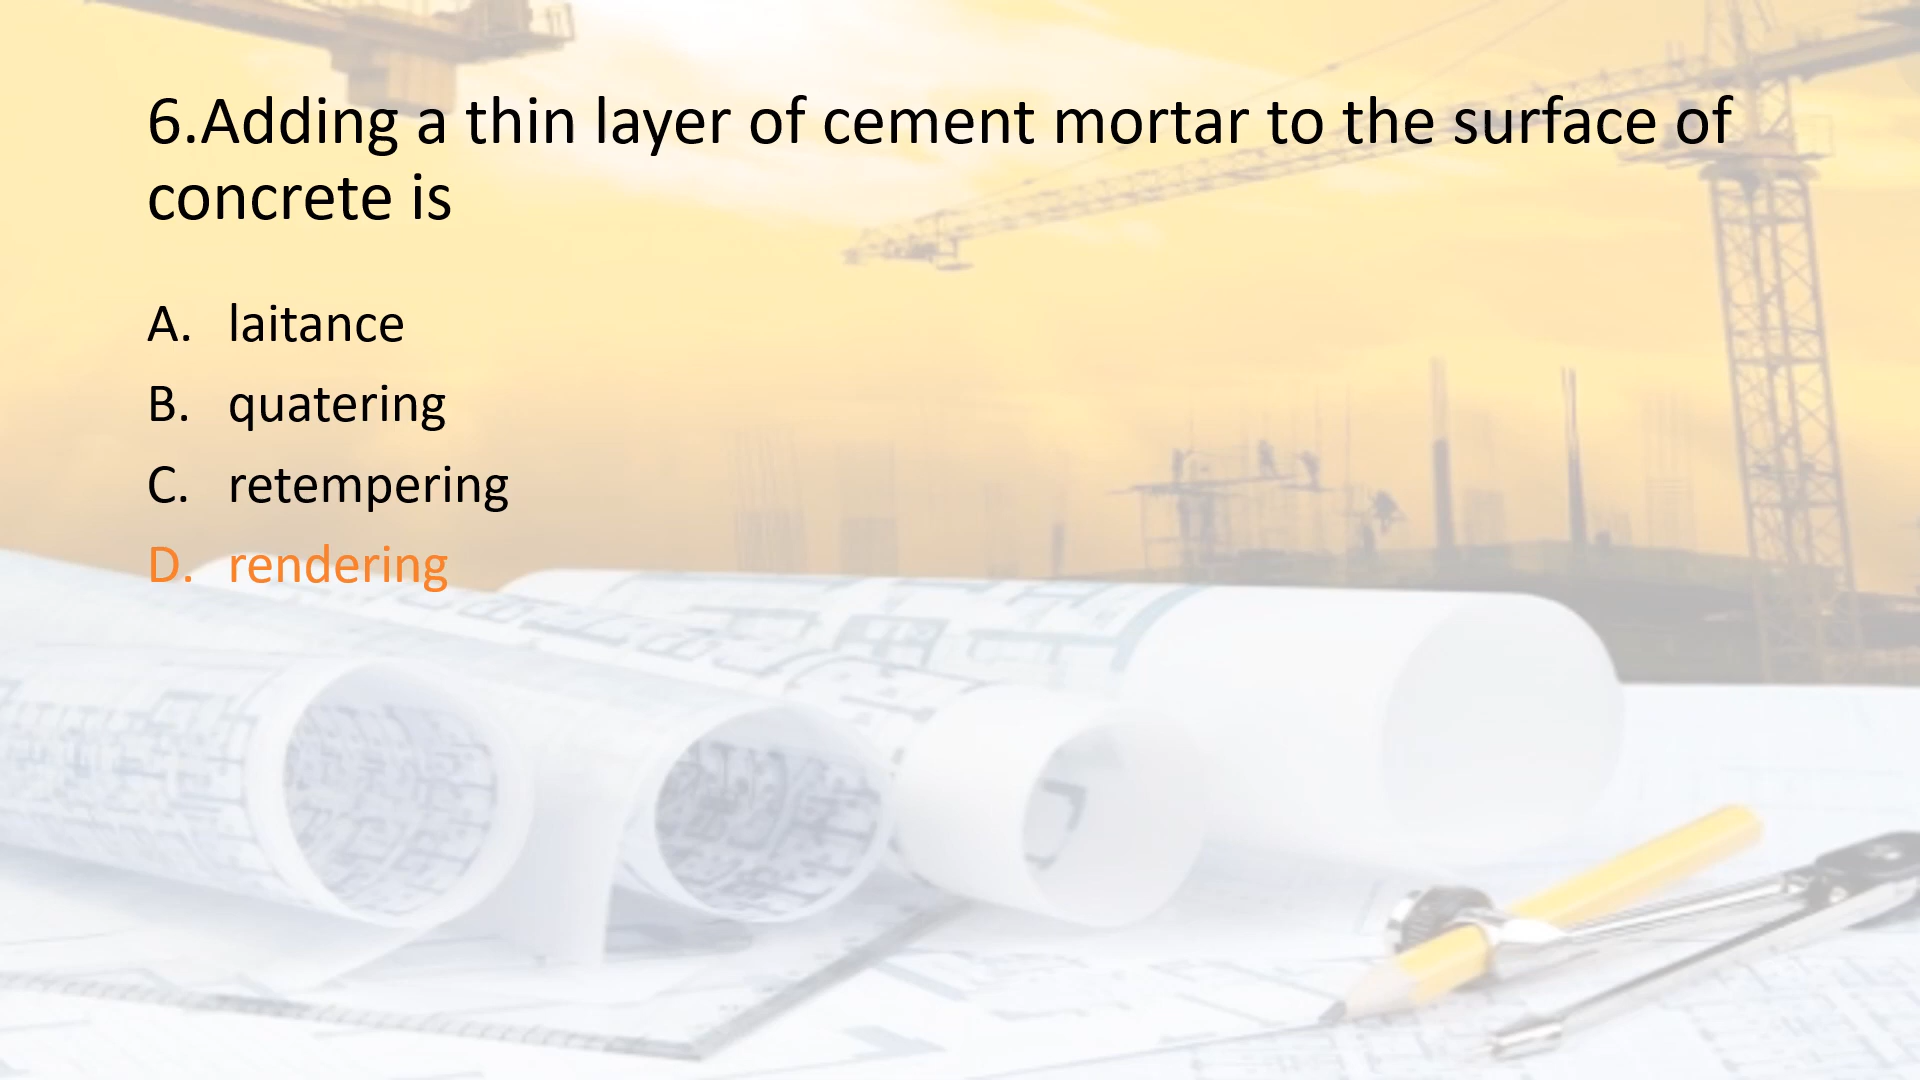 6.Adding a thin layer of cement mortar to the surface of
concrete is
A. laitance
B. quatering
C. retempering
D. rendering